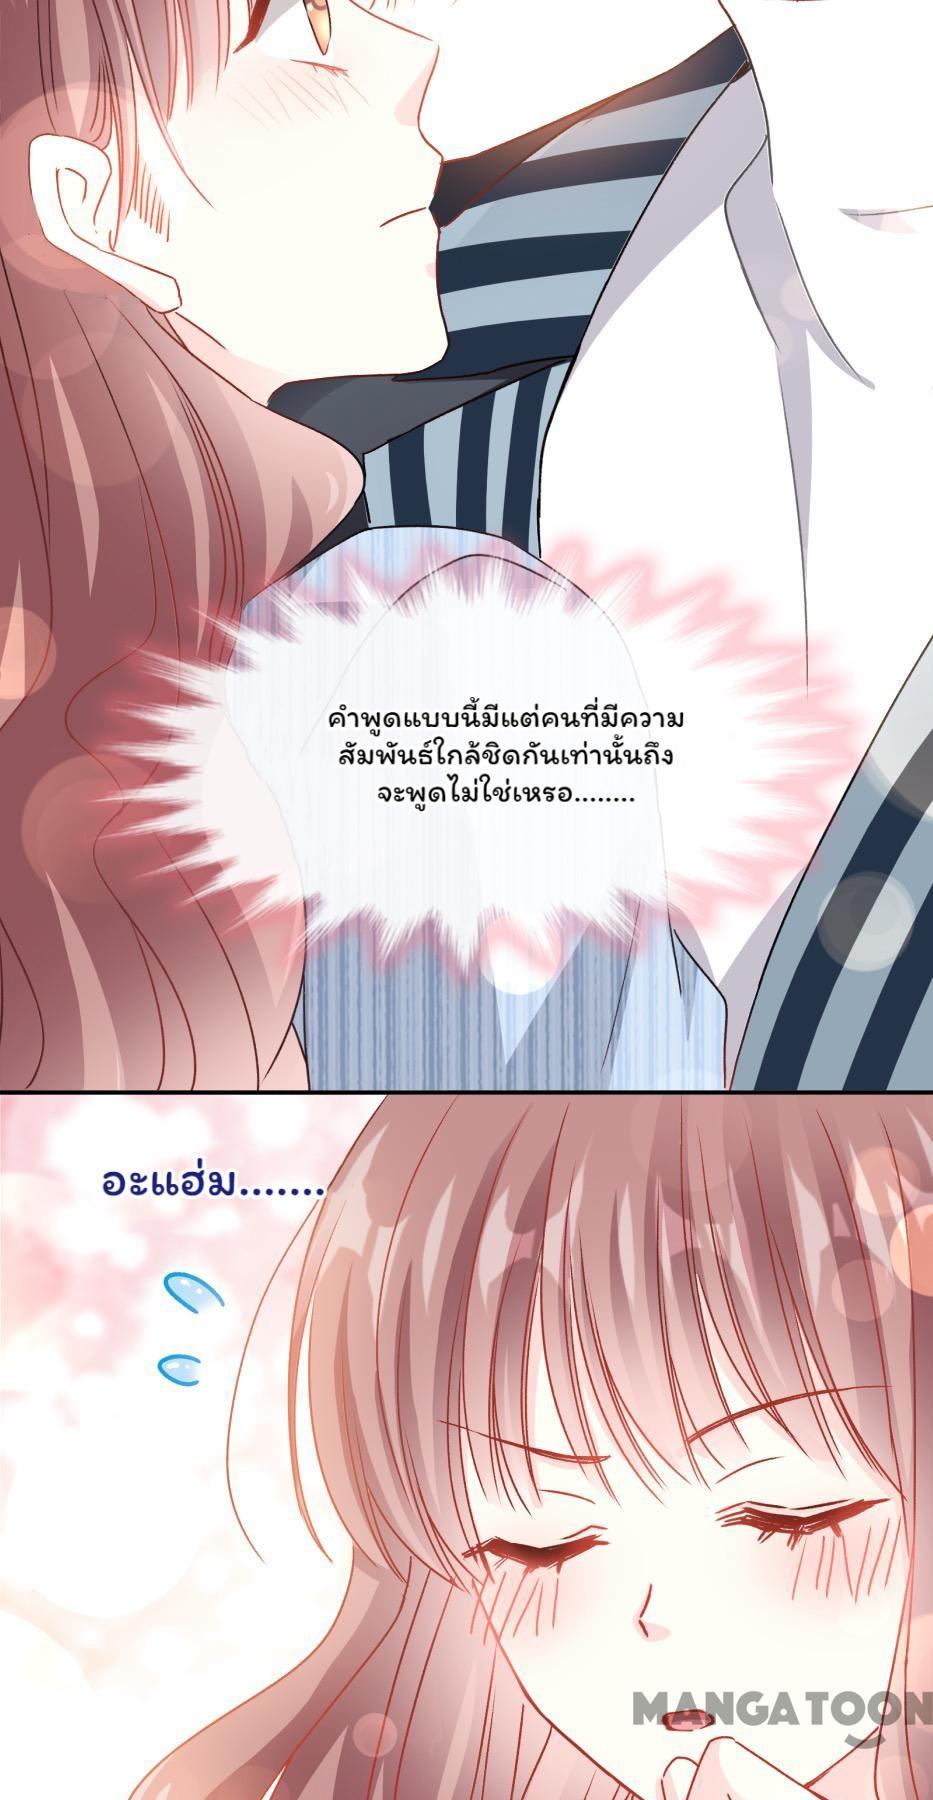 คำพูดแบบนี้มีแต่คนที่มีความ
สัมพันธ์ใกล้ชิดกันเท่านั้นถึง
จะพูดไม่ใช่เหรอ........
อะแฮ่ม.......
MANGATOON